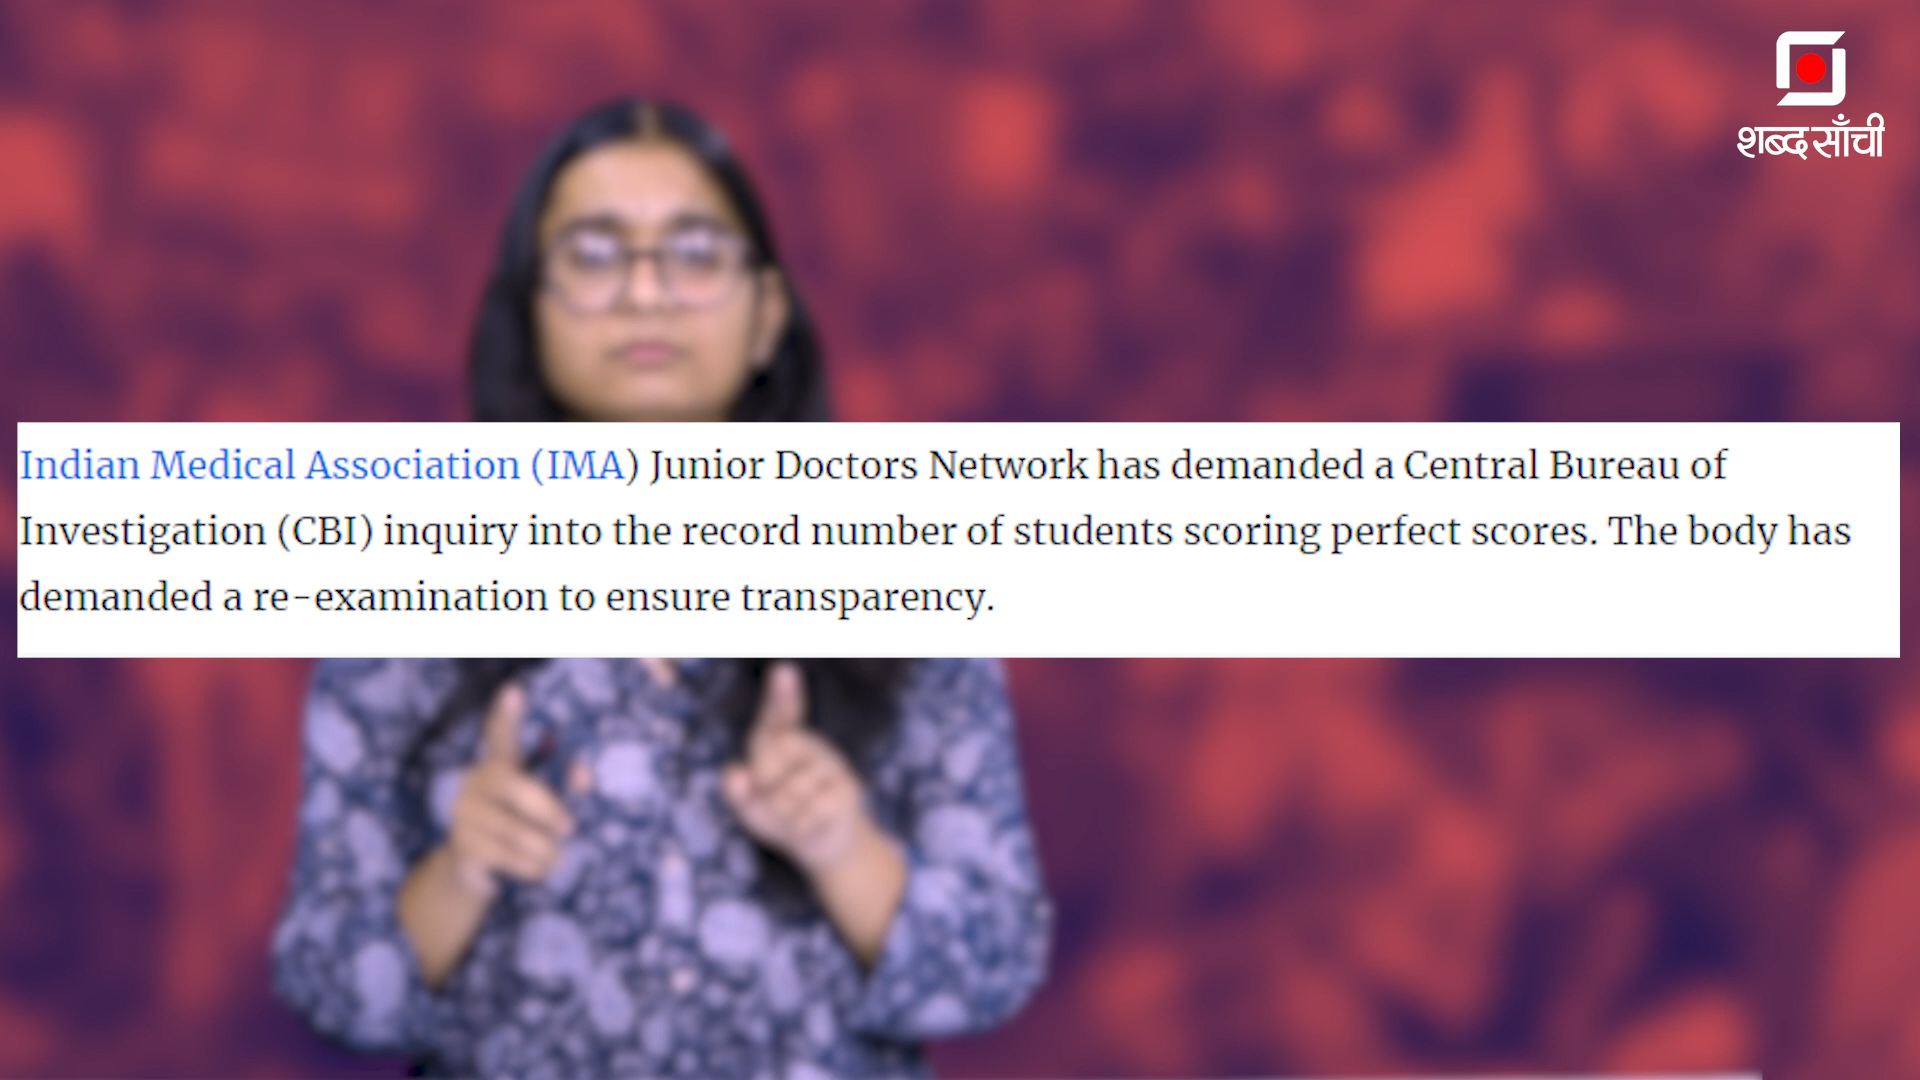 शब्द साँची
Indian Medical Association (IMA) Junior Doctors Network has demanded a Central Bureau of
Investigation (CBI) inquiry into the record number of students scoring perfect scores. The body has
demanded a re-examination to ensure transparency.